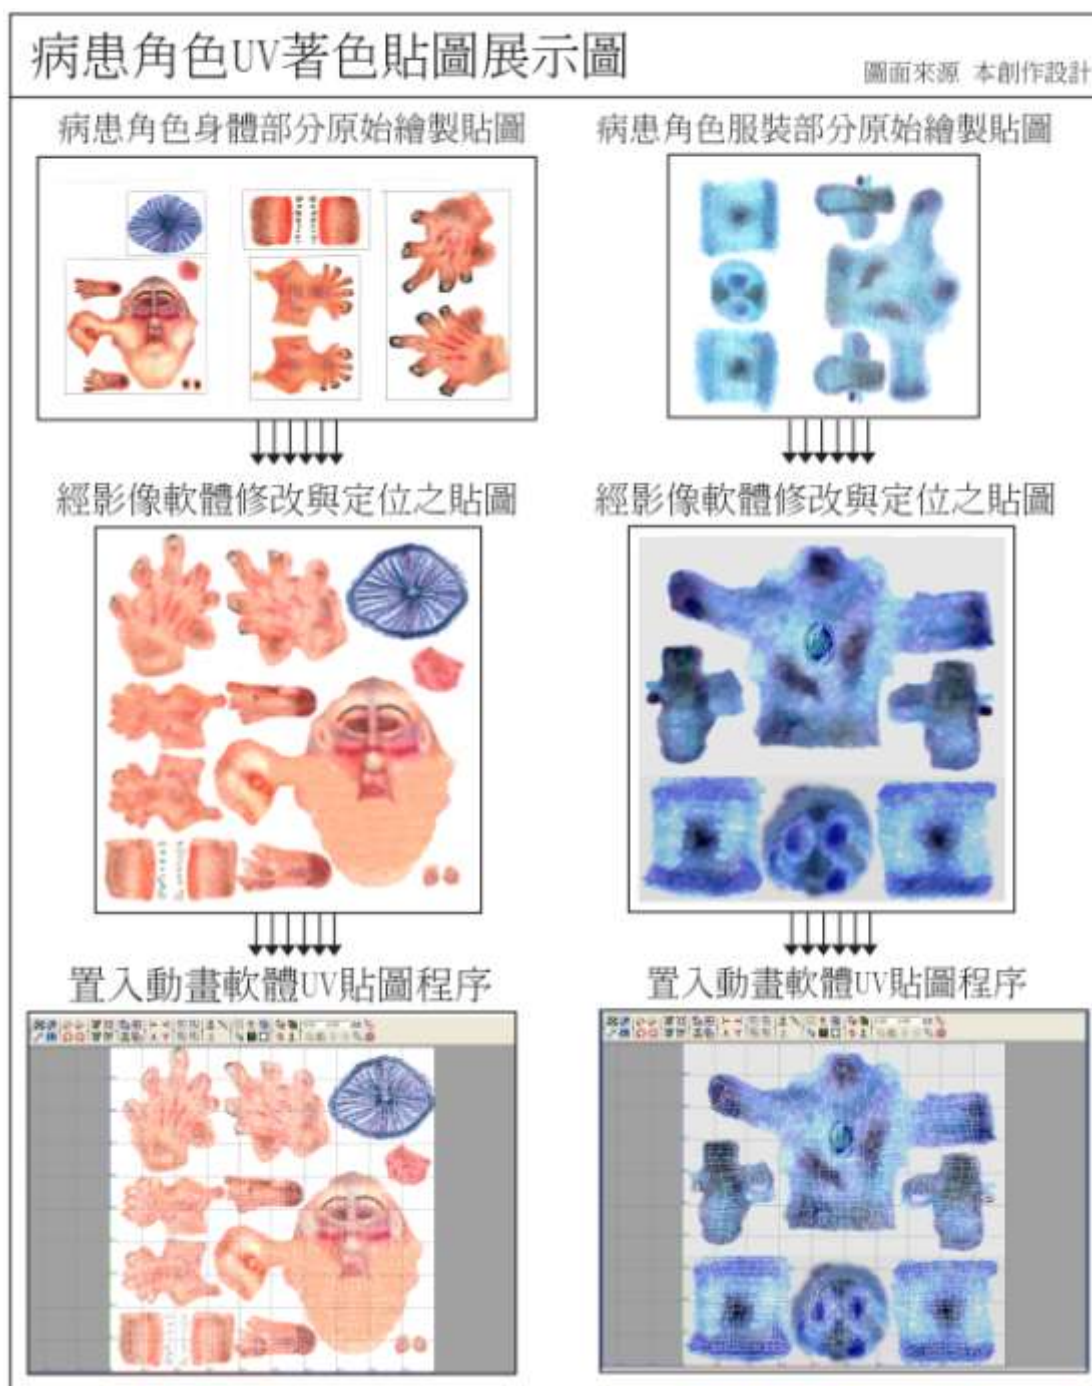 病患角色UV著色貼圖展示圖
圖面來源 本創作設計
病患角色身體部分原始繪製貼圖
病患角色服裝部分原始繪製貼圖
經影像軟體修改與定位之貼圖
經影像軟體修改與定位之貼圖
置入動畫軟體UV貼圖程序
置入動畫軟體UV貼圖程序